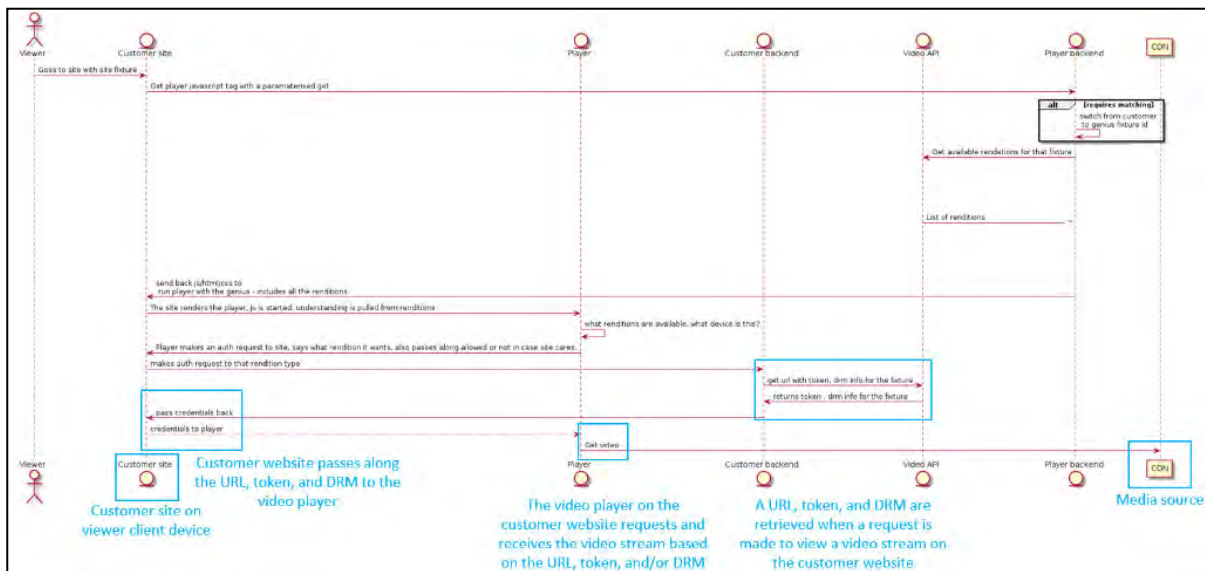 Viewer
Customer site
Player
Customer backend
Video API
Player backend
CDN
Goes to site with site fixture
Get player javascript tag with a paramaterised get
alt
[requires matching]
switch from customer
to genius fixture id
Get available renditions for that fixture
List of renditions
send back js/html/css to
run player with the genius - includes all the renditions
The site renders the player, js is started, understanding is pulled from renditions
what renditions are available, what device is this?
Player makes an auth request to site, says what rendition it wants, also passes along allowed or not in case site cares.
makes auth request to that rendition type
get url with token, drm info for the fixture
returns token , drm info for the fixture
pass credentials back
credentials to player
Get video
Viewer
Customer site
Player
Customer backend
Video API
Player backend
CDN
Customer website passes along
the URL, token, and DRM to the
video player
Customer site on
viewer client device
The video player on the
customer website requests and
receives the video stream based
on the URL, token, and/or DRM
A URL, token, and DRM are
retrieved when a request is
made to view a video stream on
the customer website
Media source